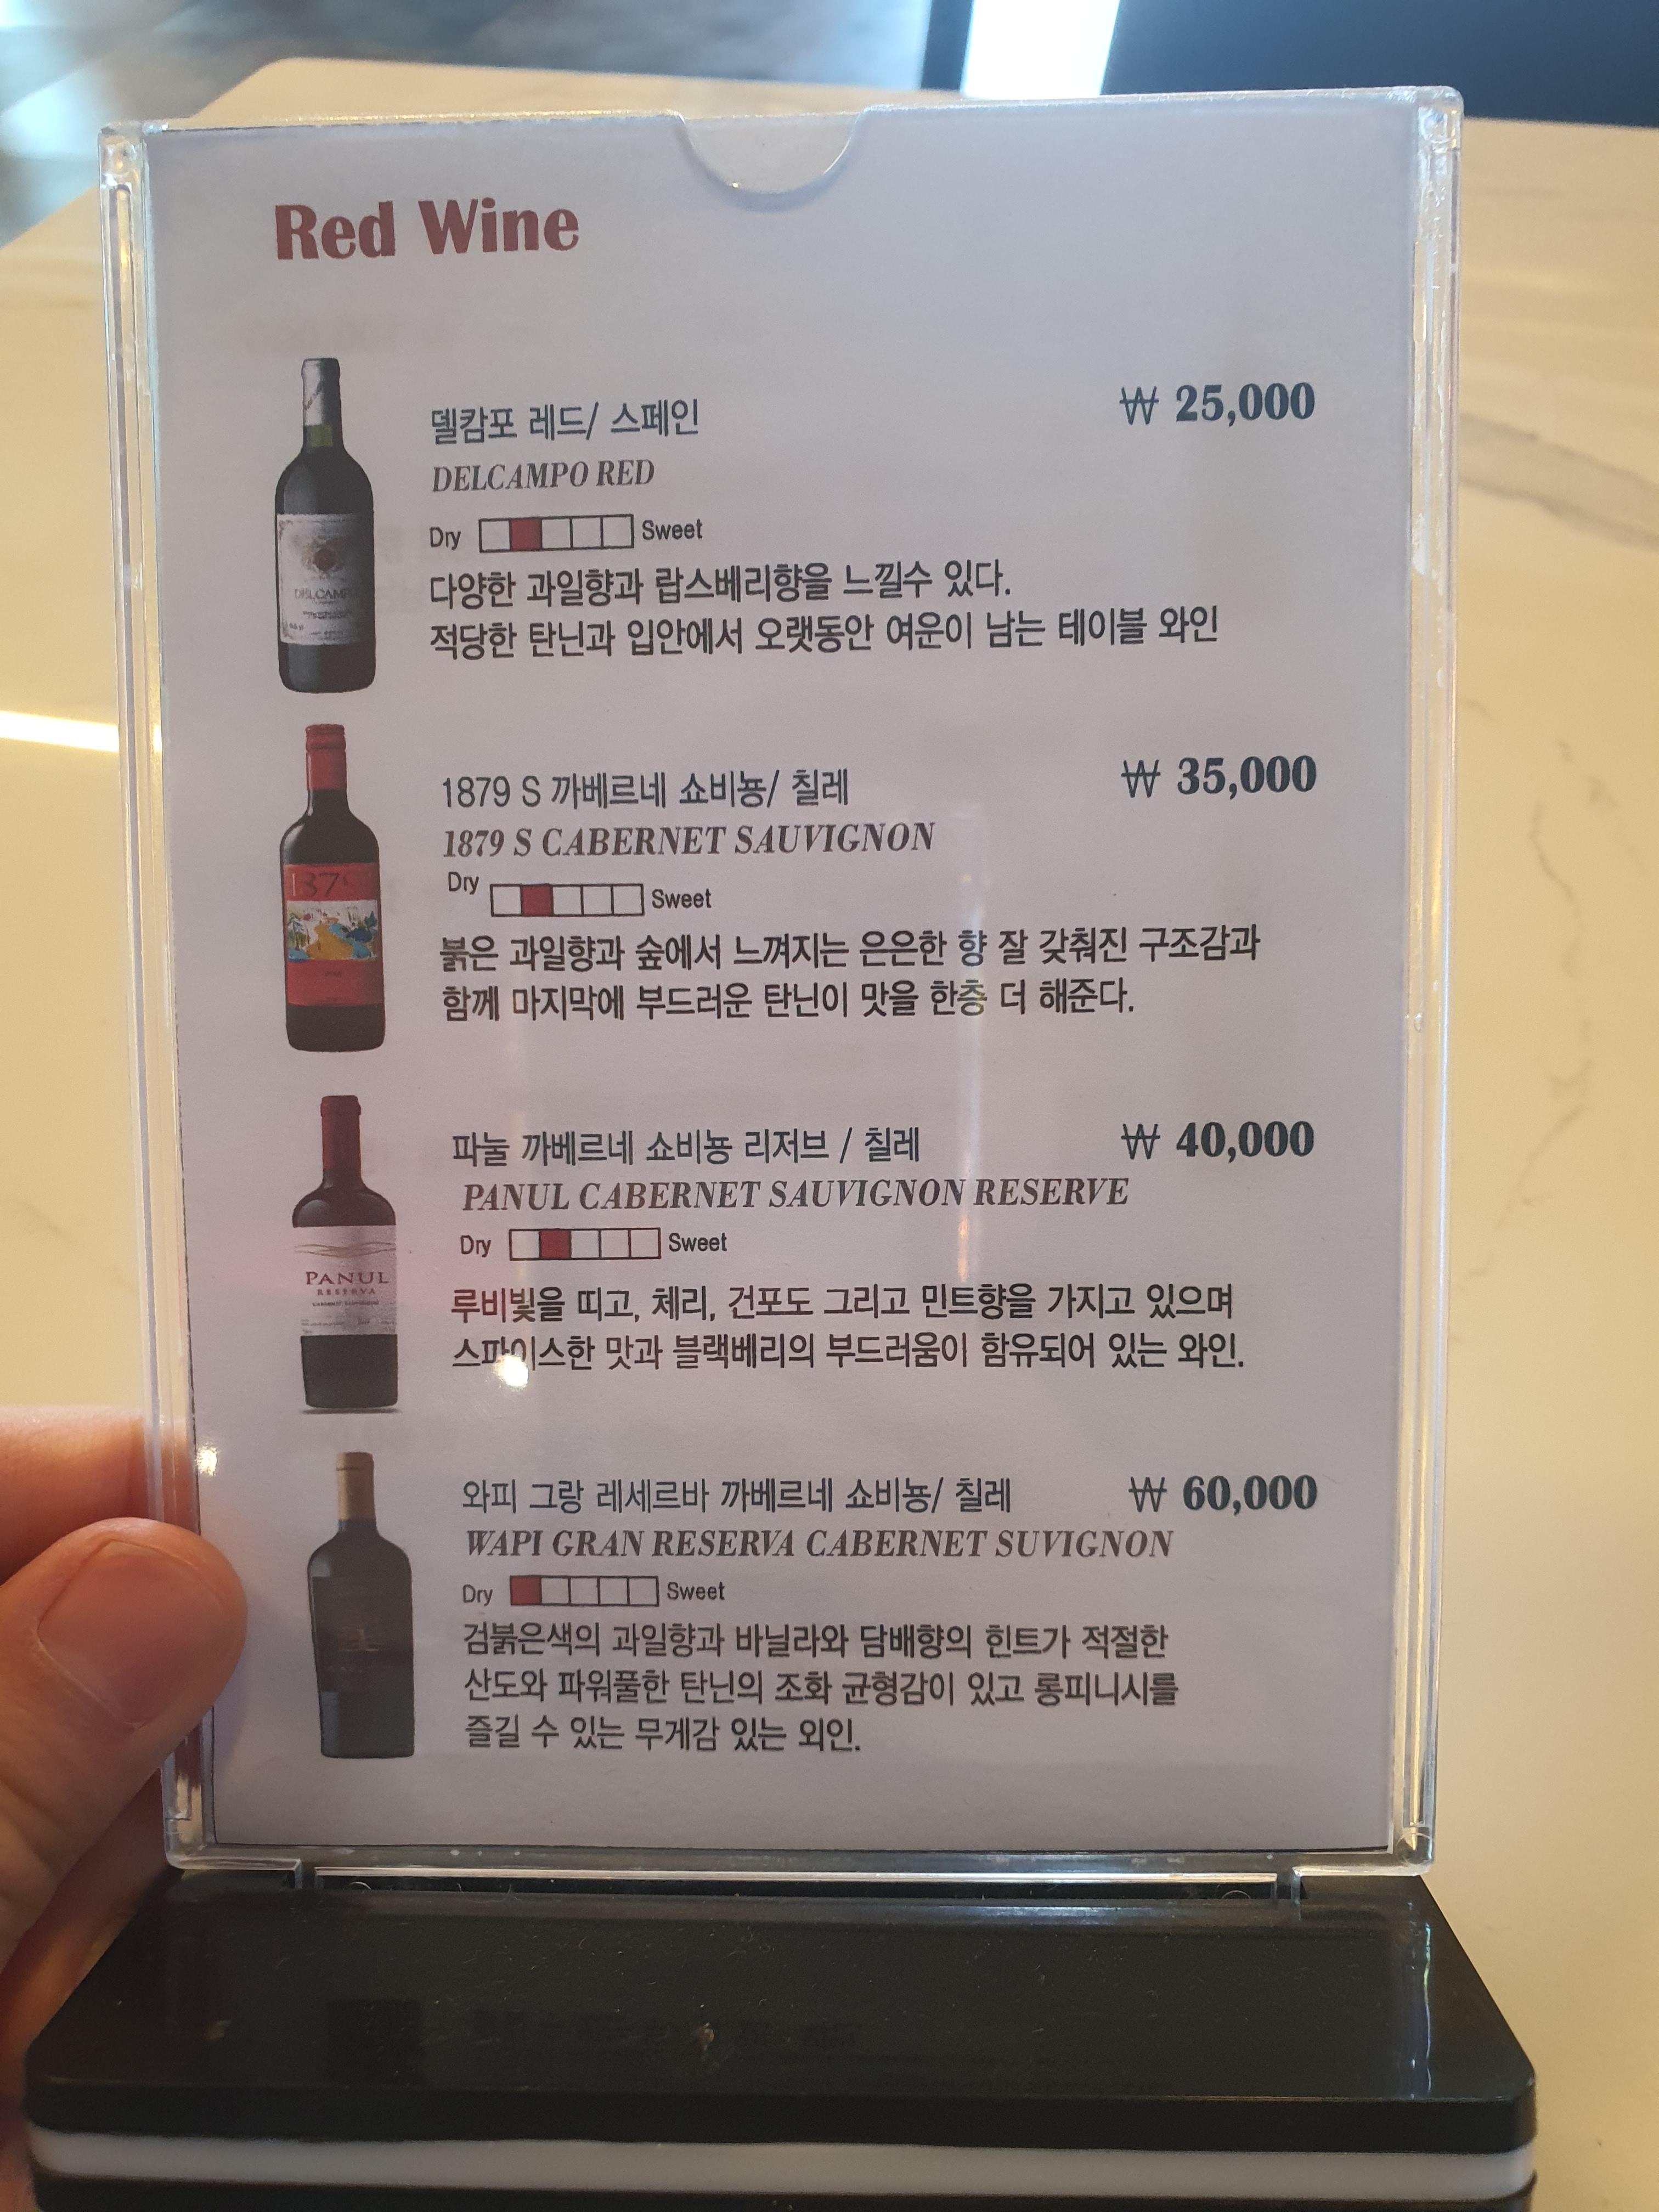 Red Wine
델캄포 레드/ 스페인
₩ 25,000
DELCAMPO RED
Dry Sweet
다양한 과일향과 랍스베리향을 느낄수 있다.
적당한 탄닌과 입안에서 오랫동안 여운이 남는 테이블 와인
1879 S 까베르네 쇼비뇽/ 칠레
₩ 35,000
1879 S CABERNET SAUVIGNON
Dry Sweet
붉은 과일향과 숲에서 느껴지는 은은한 향 잘 갖춰진 구조감과
함께 마지막에 부드러운 탄닌이 맛을 한층 더 해준다.
파눌 까베르네 쇼비뇽 리저브 / 칠레
₩ 40,000
PANUL CABERNET SAUVIGNON RESERVE
Dry Sweet
PANUL
RESERVA
루비빛을 띠고, 체리, 건포도 그리고 민트향을 가지고 있으며
스파이스한 맛과 블랙베리의 부드러움이 함유되어 있는 와인.
와피 그랑 레세르바 까베르네 쇼비뇽/ 칠레
₩ 60,000
WAPI GRAN RESERVA CABERNET SUVIGNON
Dry Sweet
검붉은색의 과일향과 바닐라와 담배향의 힌트가 적절한
산도와 파워풀한 탄닌의 조화 균형감이 있고 롱피니시를
즐길 수 있는 무게감 있는 외인.